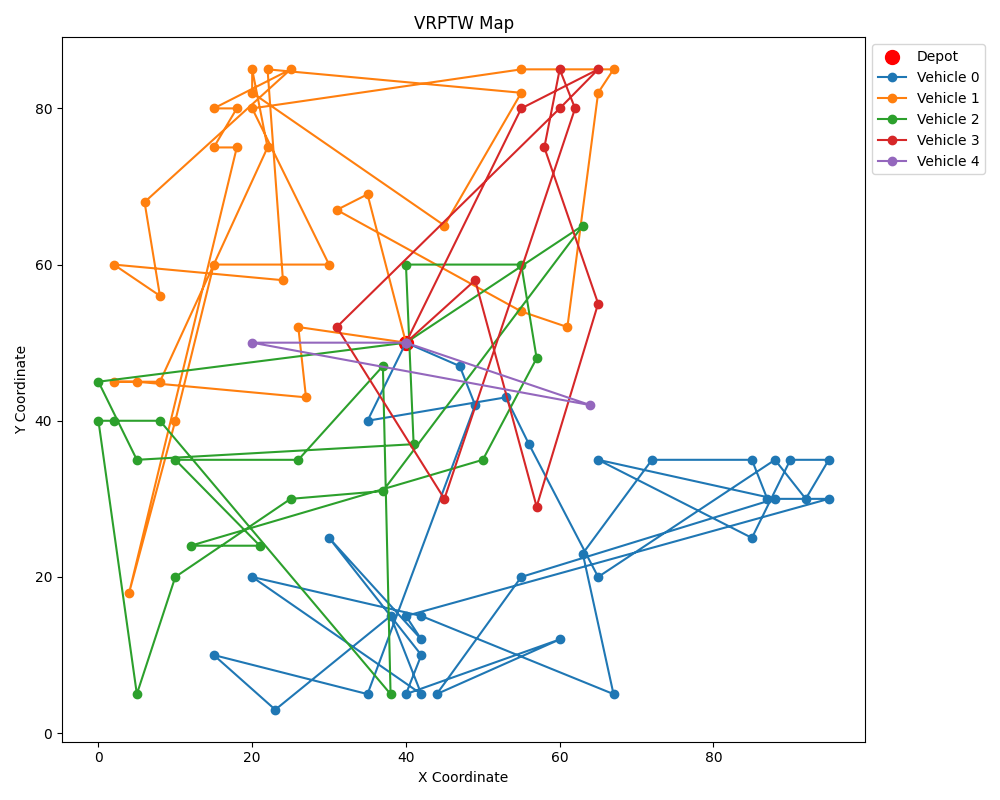 VRPTW Map
Depot
Vehicle 0
Vehicle 1
Vehicle 2
Vehicle 3
Vehicle 4
80
60
40
20
0
Y Coordinate
0 20 40 60 80
X Coordinate